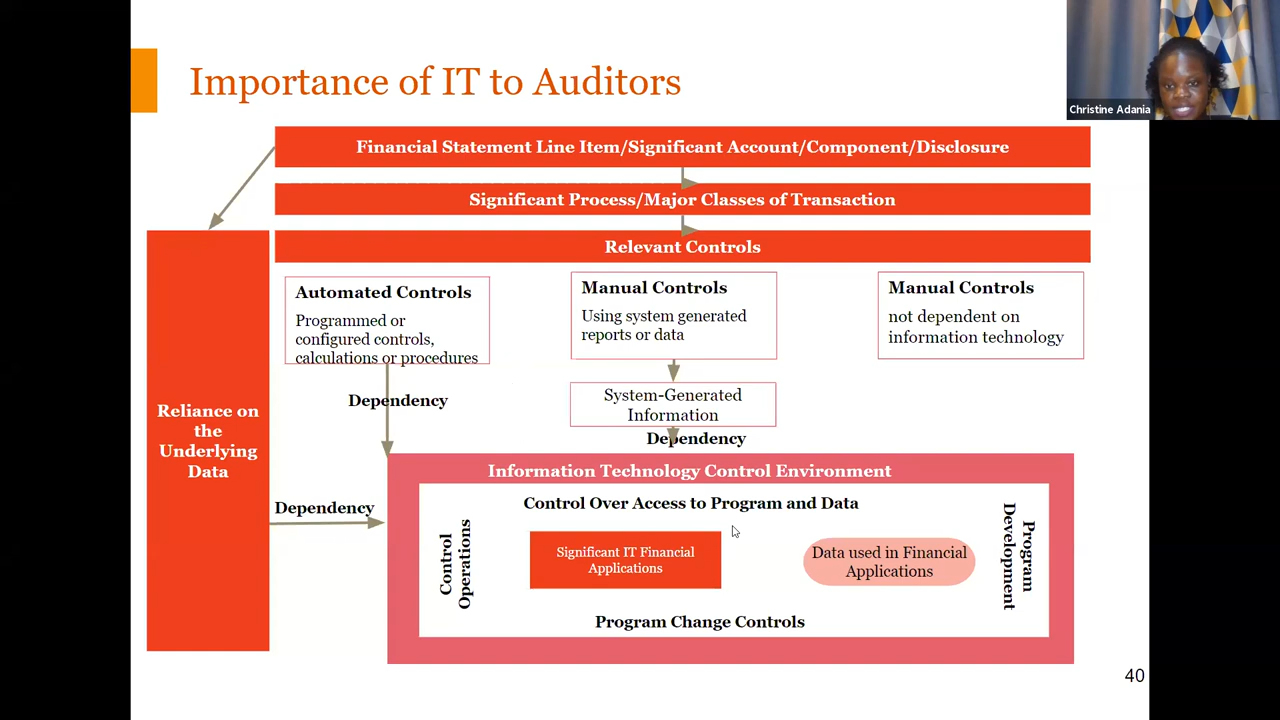 Importance of IT to Auditors
Christine Adania
Financial Statement Line Item/Significant Account/Component/Disclosure
Significant Process/Major Classes of Transaction
Relevant Controls
Automated Controls
Programmed or
configured controls,
calculations or procedures
Manual Controls
Using system generated
reports or data
Manual Controls
not dependent on
information technology
Dependency
System-Generated
Information
Dependency
Reliance on
the
Underlying
Data
Dependency
Information Technology Control Environment
Control Over Access to Program and Data
Control
Operations
Significant IT Financial
Applications
Data used in Financial
Applications
Program
Development
Program Change Controls
40